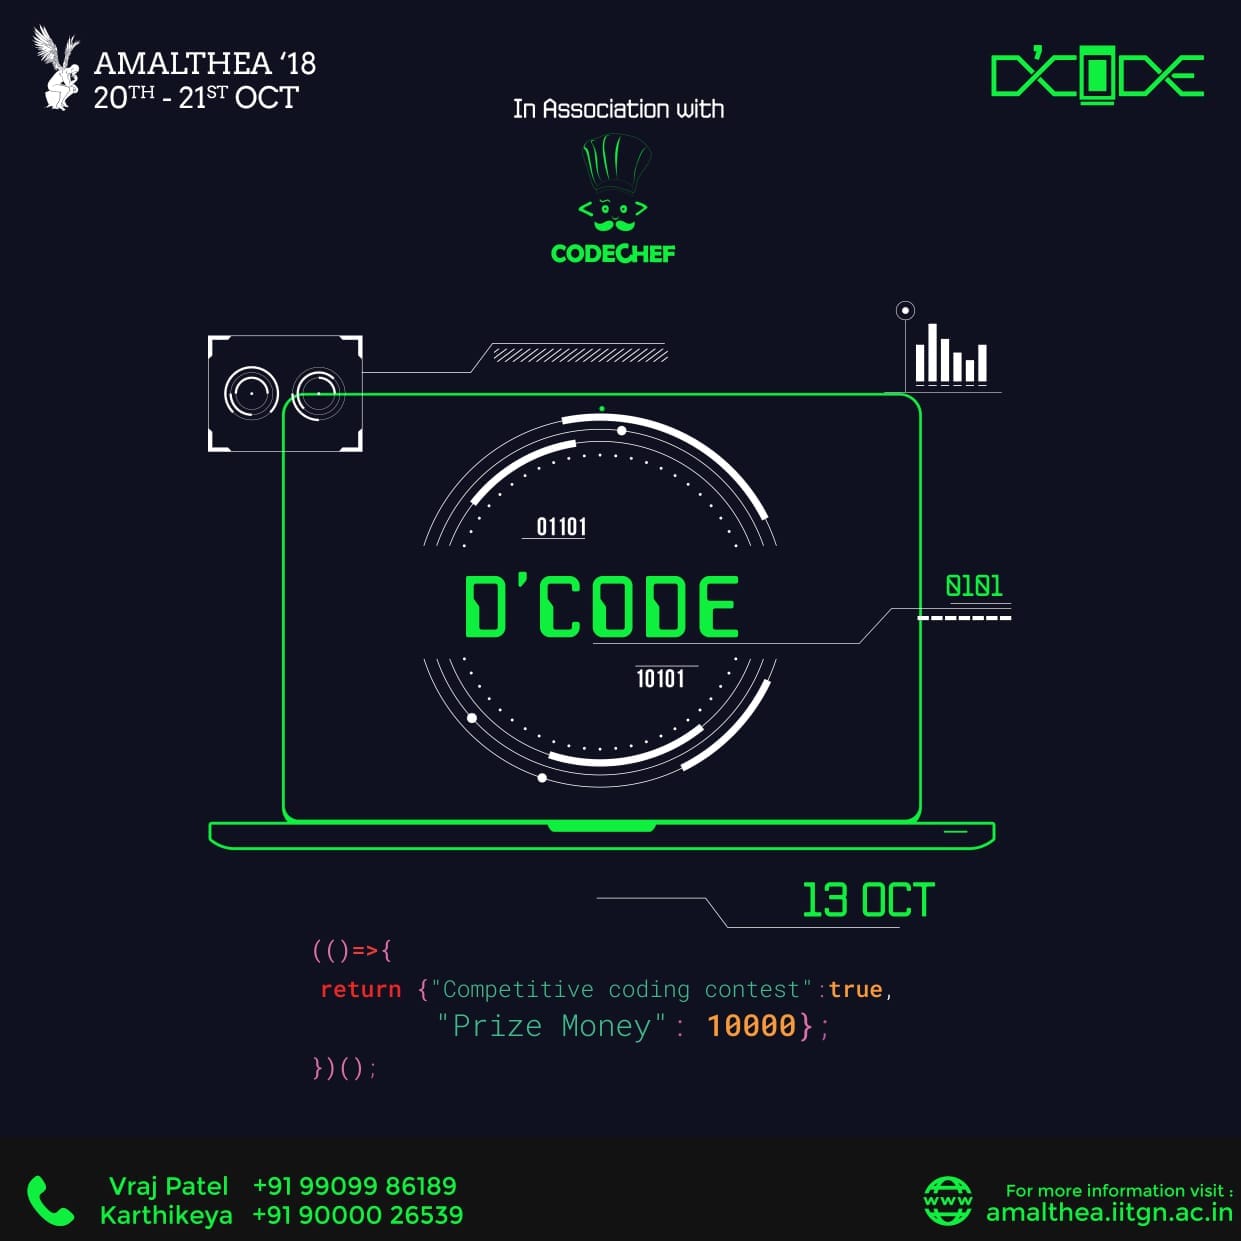 AMALTHEA ‘18
20TH - 21ST OCT
In Association with
D'CODE
< >
CODECHEF
01101
D'CODE
0101
10101
13 OCT
(()=>{
return {"Competitive coding contest":true,
"Prize Money": 10000};
})();
Vraj Patel +91 99099 86189
Karthikeya +91 90000 26539
www
For more information visit :
amalthea.iitgn.ac.in